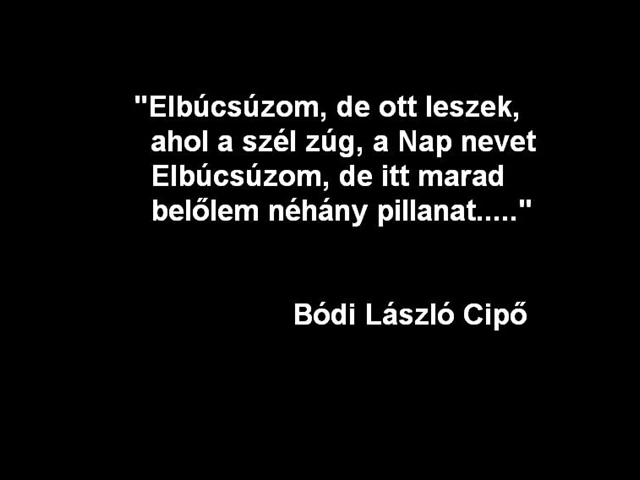 "Elbúcsúzom, de ott leszek,
ahol a szél zúg, a Nap nevet
Elbúcsúzom, de itt marad
belőlem néhány pillanat....."
Bódi László Cipő